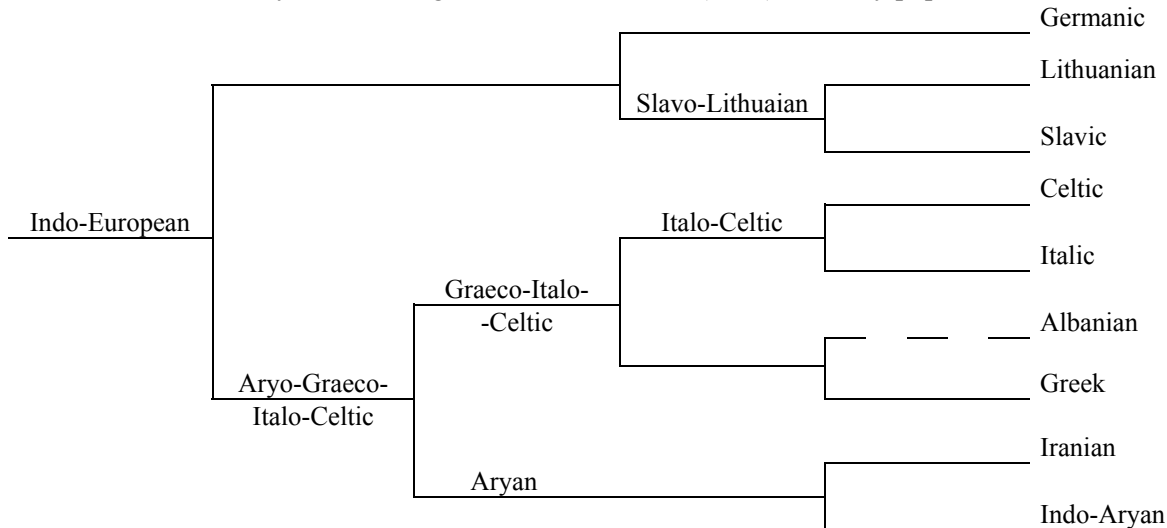 Germanic
Lithuanian
Slavo-Lithuaian
Slavic
Celtic
Indo-European
Italo-Celtic
Italic
Graeco-Italo-
-Celtic
Albanian
Aryo-Graeco-
Italo-Celtic
Greek
Iranian
Aryan
Indo-Aryan